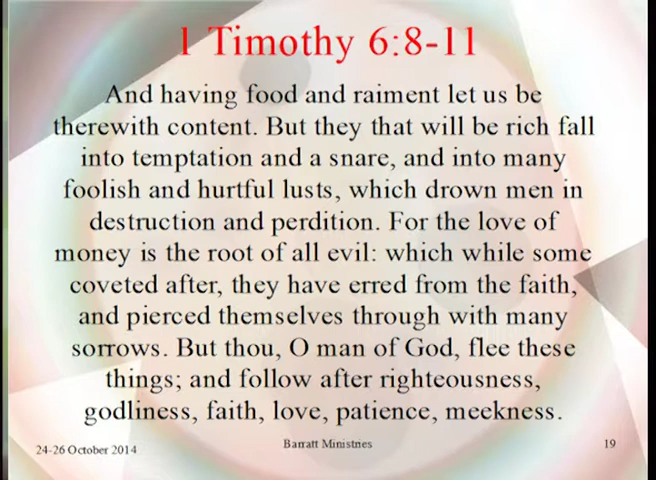 1 Timothy 6:8-11
And having food and raiment let us be
therewith content. But they that will be rich fall
into temptation and a snare, and into many
foolish and hurtful lusts, which drown men in
destruction and perdition. For the love of
money is the root of all evil: which while some
coveted after, they have erred from the faith,
and pierced themselves through with many
sorrows. But thou, O man of God, flee these
things; and follow after righteousness,
godliness, faith, love, patience, meekness.
24-26 October 2014
Barratt Ministries
19